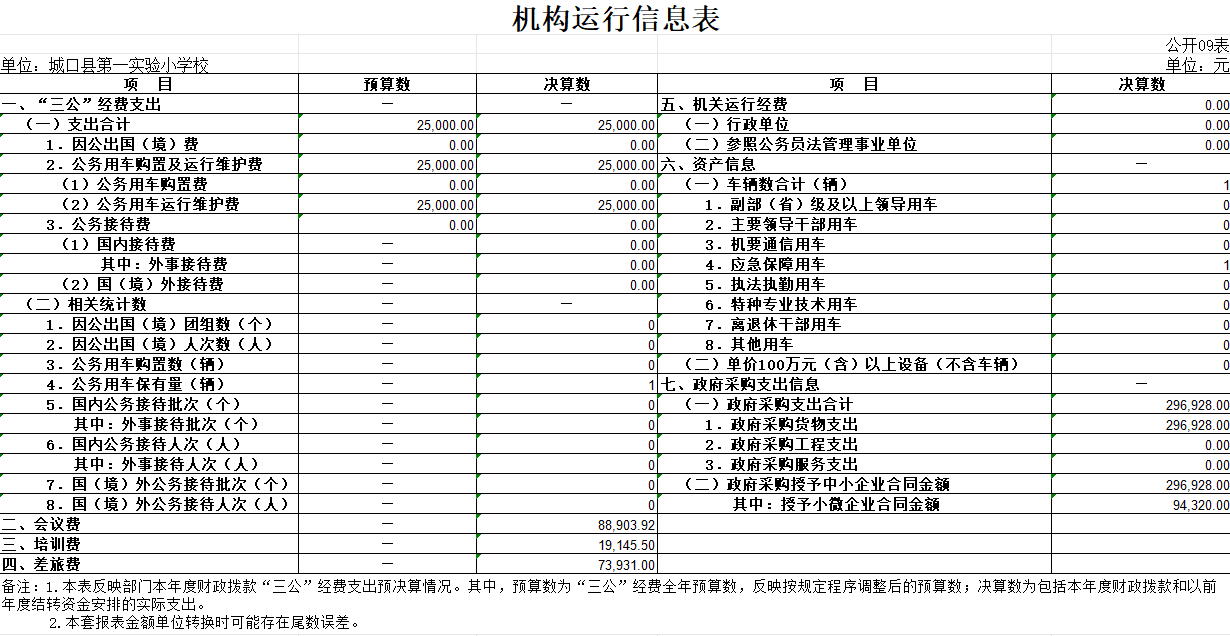 机构运行信息表
公开09表
单位：城口县第一实验小学校 单位：元
项 目 预算数 决算数 项 目 决算数
一、“三公”经费支出 — — 五、机关运行经费 0.00
（一）支出合计 25,000.00 25,000.00 （一）行政单位 0.00
1．因公出国（境）费 0.00 0.00 （二）参照公务员法管理事业单位 0.00
2．公务用车购置及运行维护费 25,000.00 25,000.00 六、资产信息 —
（1）公务用车购置费 0.00 0.00 （一）车辆数合计（辆） 1
（2）公务用车运行维护费 25,000.00 25,000.00 1．副部（省）级及以上领导用车 0
3．公务接待费 0.00 0.00 2．主要领导干部用车 0
（1）国内接待费 — 0.00 3．机要通信用车 0
其中：外事接待费 — 0.00 4．应急保障用车 1
（2）国（境）外接待费 — 0.00 5．执法执勤用车 0
（二）相关统计数 — — 6．特种专业技术用车 0
1．因公出国（境）团组数（个） — 0 7．离退休干部用车 0
2．因公出国（境）人次数（人） — 0 8．其他用车 0
3．公务用车购置数（辆） — 0 （二）单价100万元（含）以上设备（不含车辆） 0
4．公务用车保有量（辆） — 1 七、政府采购支出信息 —
5．国内公务接待批次（个） — 0 （一）政府采购支出合计 296,928.00
其中：外事接待批次（个） — 0 1．政府采购货物支出 296,928.00
6．国内公务接待人次（人） — 0 2．政府采购工程支出 0.00
其中：外事接待人次（人） — 0 3．政府采购服务支出 0.00
7．国（境）外公务接待批次（个） — 0 （二）政府采购授予中小企业合同金额 296,928.00
8．国（境）外公务接待人次（人） — 0 其中：授予小微企业合同金额 94,320.00
二、会议费 — 88,903.92
三、培训费 — 19,145.50
四、差旅费 — 73,931.00
备注：1.本表反映部门本年度财政拨款“三公”经费支出预决算情况。其中，预算数为“三公”经费全年预算数，反映按规定程序调整后的预算数；决算数为包括本年度财政拨款和以前
年度结转资金安排的实际支出。
2.本套报表金额单位转换时可能存在尾数误差。